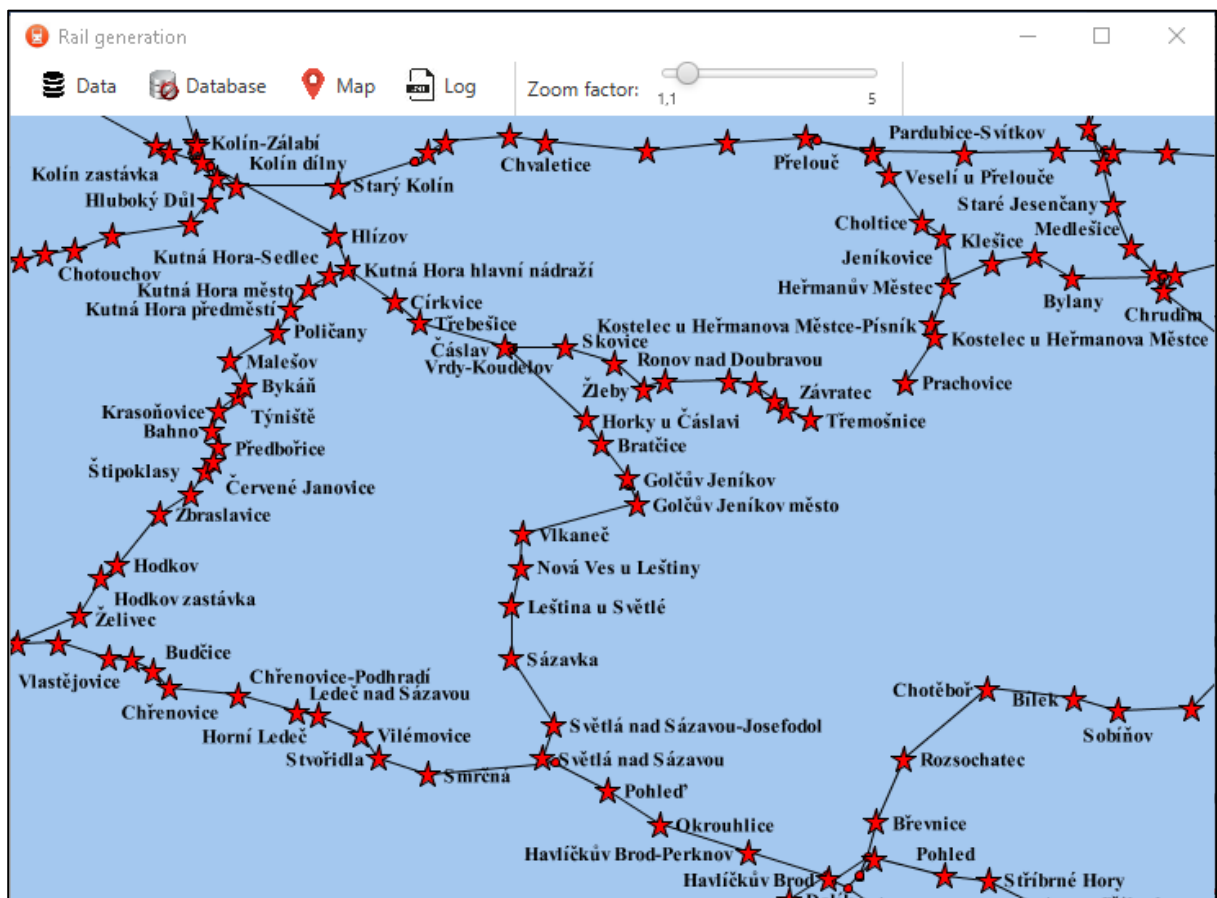 Rail generation
Data Database Map Log Zoom factor: 1,1 5
Kolín-Zálabí
Kolín dílny
Kolín zastávka
Chvaletice
Přelouč
Pardubice-Svítkov
Veselí u Přelouče
Starý Kolín
Hluboký Důl
Staré Jesenčany
Choltice
Medlešice
Hlízov
Klešice
Kutná Hora-Sedlec
Jeníkovice
Chotouchov
Kutná Hora hlavní nádraží
Bylany
Chrudim
Kutná Hora město
Heřmanův Městec
Církvice
Kutná Hora předměstí
Třebešice
Kostelec u Heřmanova Městce-Písník
Poličany
Kostelec u Heřmanova Městce
Čáslav
Skovice
Vrdy-Koudelov
Ronov nad Doubravou
Malešov
Bykáň
Žleby
Prachovice
Závratec
Krasoňovice
Týniště
Horky u Čáslavi
Třemošnice
Bahno
Bratčice
Předbořice
Štipoklasy
Golčův Jeníkov
Červené Janovice
Golčův Jeníkov město
Zbraslavice
Vlkaneč
Hodkov
Nová Ves u Leštiny
Hodkov zastávka
Leština u Světlé
Želivec
Budčice
Sázavka
Vlastějovice
Chřenovice-Podhradí
Ledeč nad Sázavou
Chotěboř
Bílek
Chřenovice
Horní Ledeč
Vilémovice
Světlá nad Sázavou-Josefodol
Sobíňov
Stvořidla
Smrčná
Světlá nad Sázavou
Rozsochatec
Pohleď
Okrouhlice
Břevnice
Havlíčkův Brod-Perknov
Pohled
Havlíčkův Brod
Stříbrné Hory